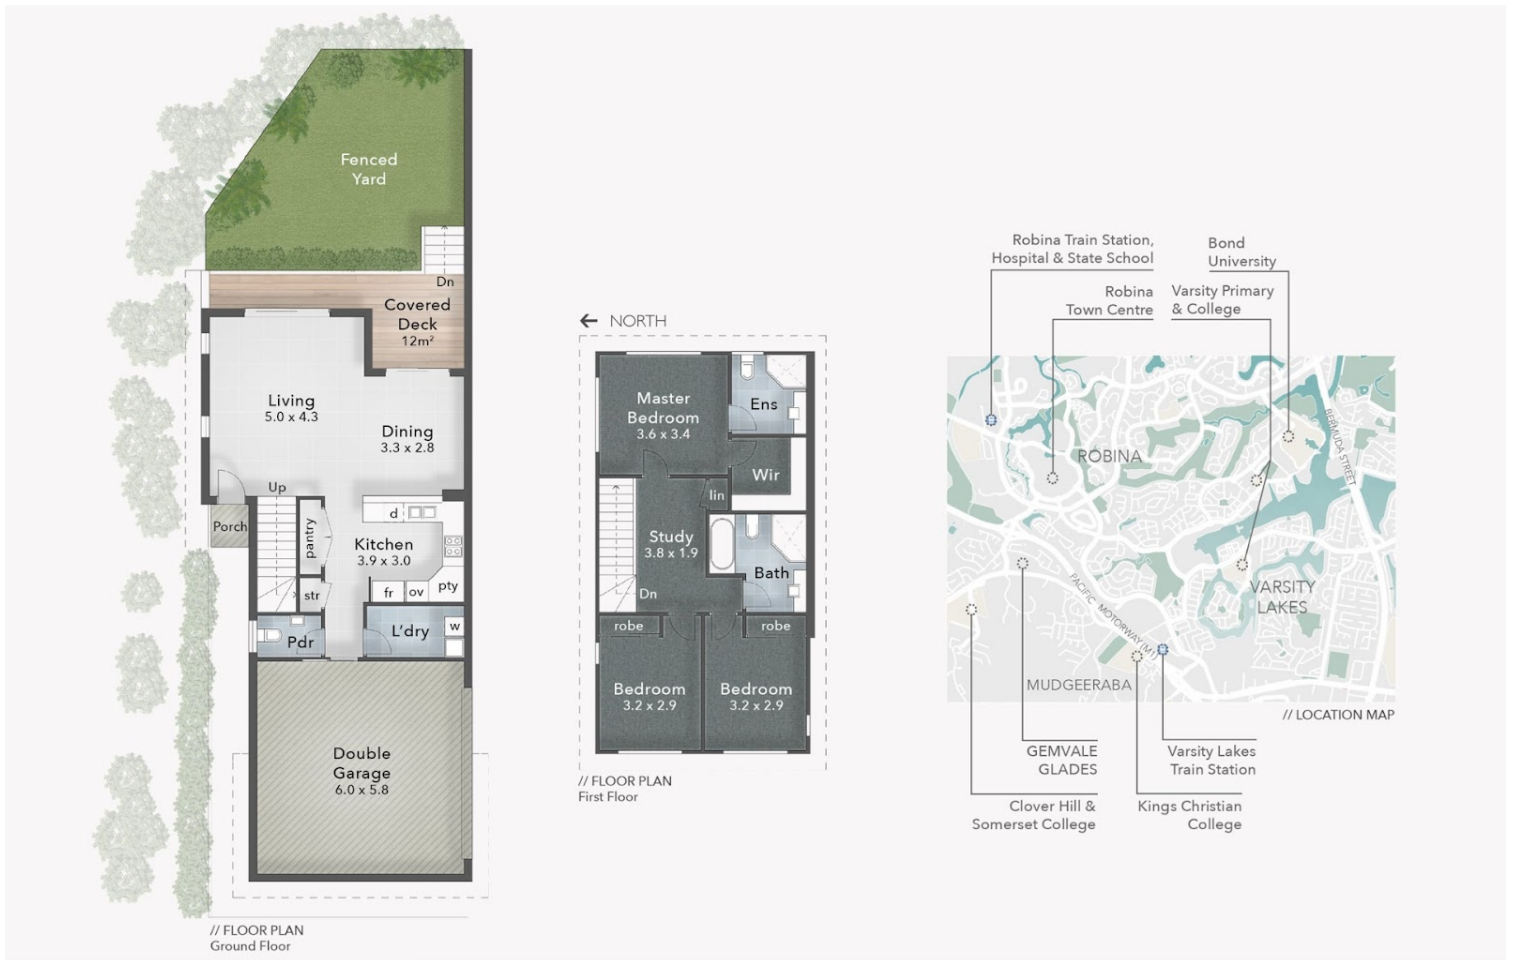 Fenced
Yard
Dn
Covered
Deck
12m²
Living
5.0 x 4.3
Dining
3.3 x 2.8
Up
Porch
pantry
d
Kitchen
3.9 x 3.0
str
fr
ov
pty
Pdr
L'dry
w
Double
Garage
6.0 x 5.8
// FLOOR PLAN
Ground Floor
← NORTH
Master
Bedroom
3.6 x 3.4
Ens
Wir
lin
Study
3.8 x 1.9
Bath
Dn
robe
robe
Bedroom
3.2 x 2.9
Bedroom
3.2 x 2.9
// FLOOR PLAN
First Floor
Robina Train Station,
Hospital & State School
Bond
University
Robina
Town Centre
Varsity Primary
& College
BERMUDA STREET
ROBINA
VARSITY
LAKES
PACIFIC MOTORWAY (M1)
MUDGEERABA
// LOCATION MAP
GEMVALE
GLADES
Varsity Lakes
Train Station
Clover Hill &
Somerset College
Kings Christian
College